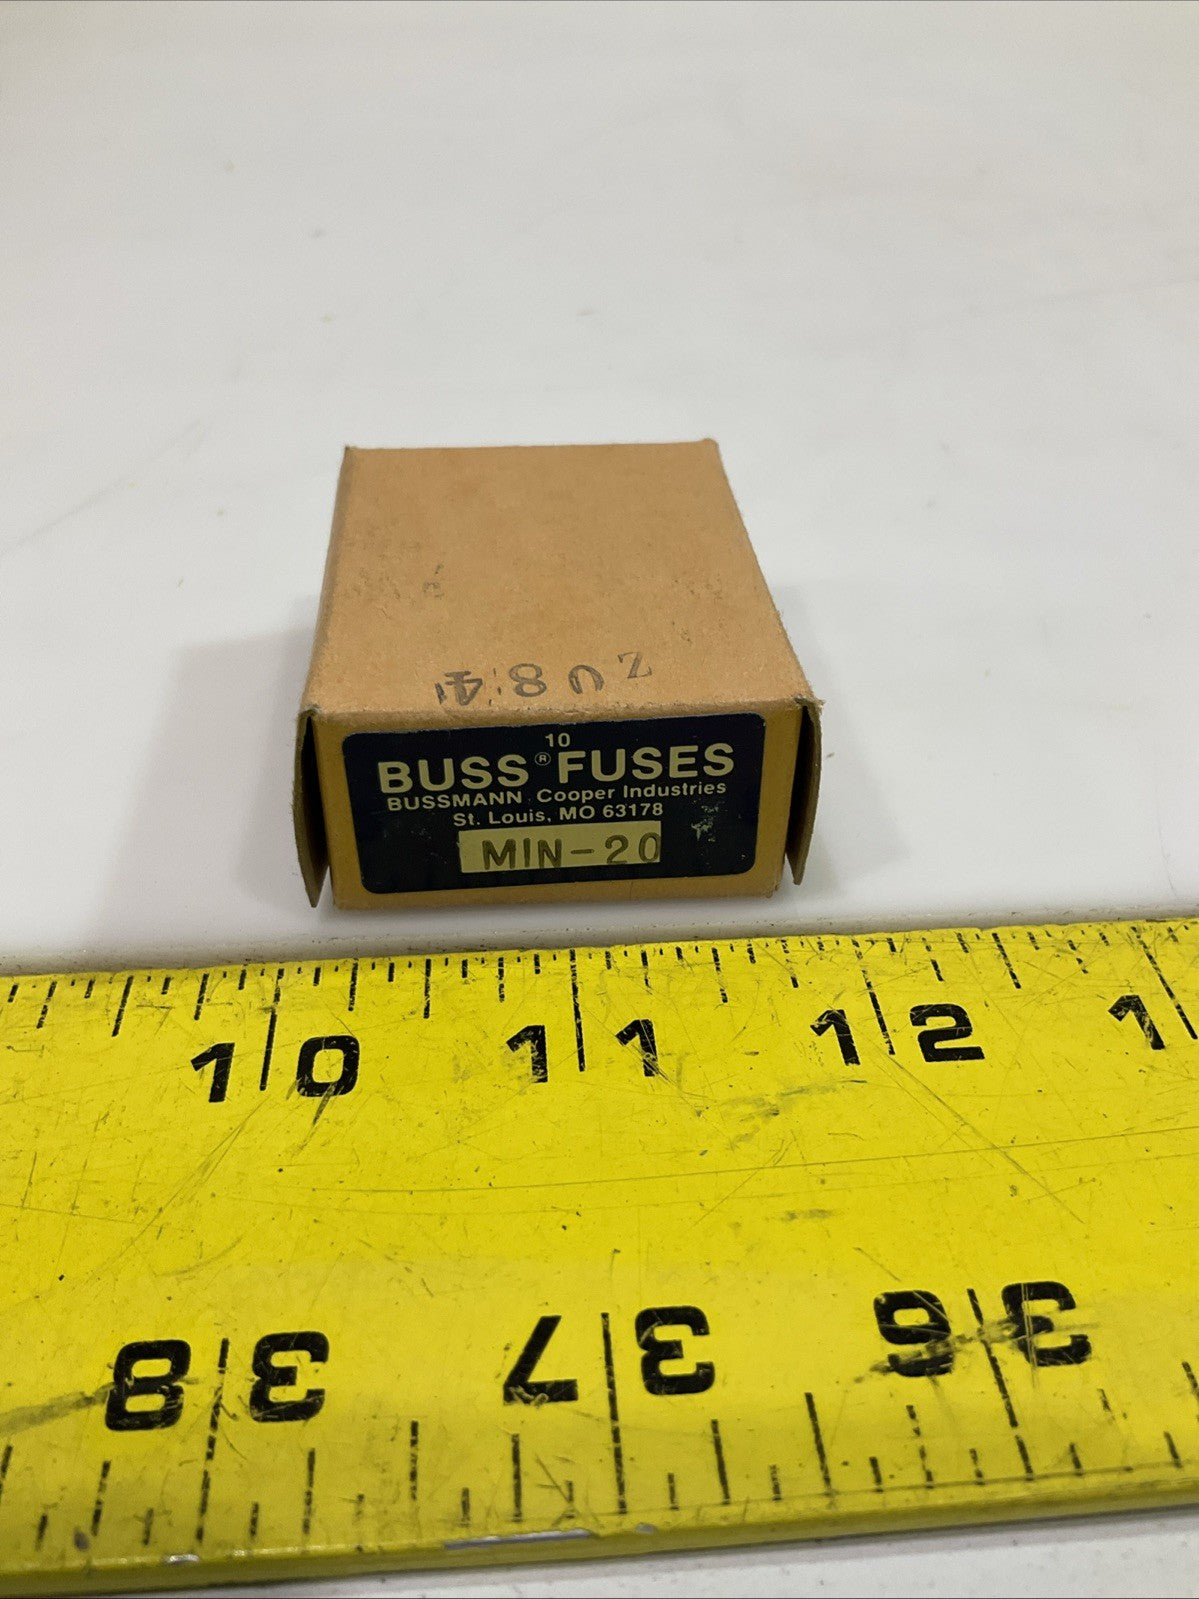 Z U 8 4
10
BUSS® FUSES
BUSSMANN Cooper Industries
St. Louis, MO 63178
MIN-20
10 11 12 1
36 37 38